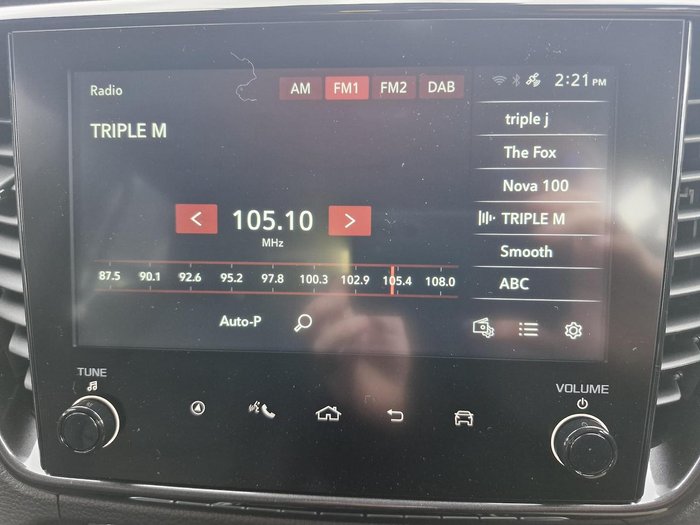 Radio
AM FM1 FM2 DAB
2:21 PM
TRIPLE M
triple j
The Fox
Nova 100
TRIPLE M
Smooth
ABC
< 105.10 >
MHz
87.5 90.1 92.6 95.2 97.8 100.3 102.9 105.4 108.0
Auto-P
TUNE
VOLUME